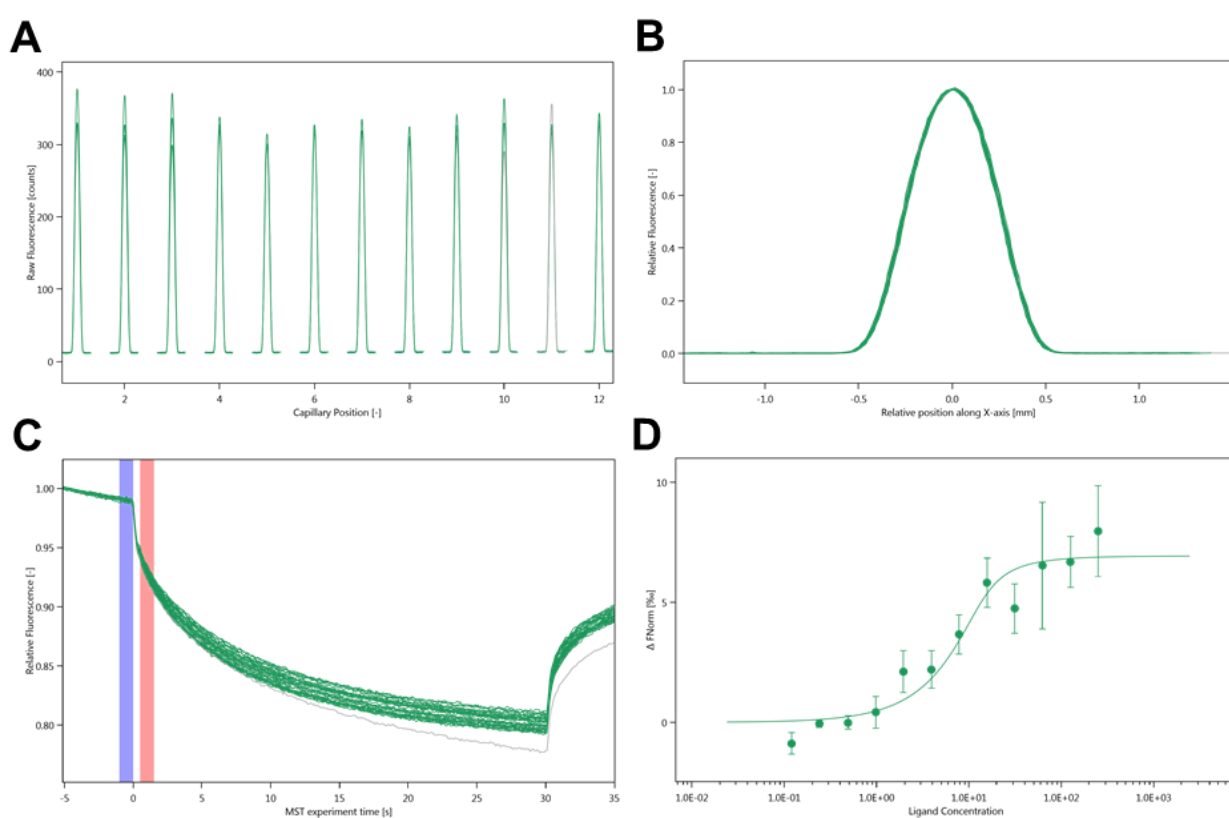 A
Raw Fluorescence [counts]
400
300
200
100
0
2
4
6
8
10
12
Capillary Position [-]
B
Relative Fluorescence [-]
1.0
0.8
0.6
0.4
0.2
0.0
-1.0
-0.5
0.0
0.5
1.0
Relative position along X-axis [mm]
C
Relative Fluorescence [-]
1.00
0.95
0.90
0.85
0.80
-5
0
5
10
15
20
25
30
35
MST experiment time [s]
D
Δ FNorm [‰]
10
5
0
1.0E-02
1.0E-01
1.0E+00
1.0E+01
1.0E+02
1.0E+03
Ligand Concentration